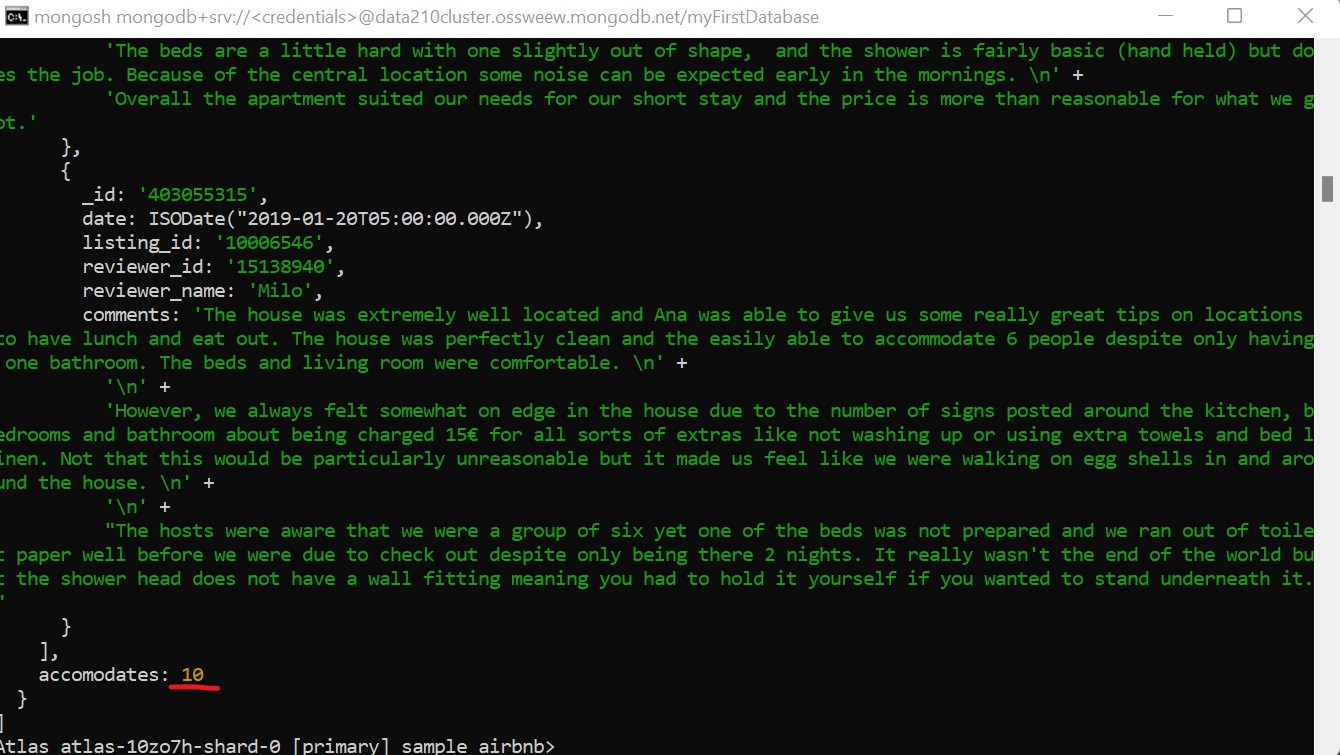 mongosh mongodb+srv://<credentials>@data210cluster.ossweew.mongodb.net/myFirstDatabase
'The beds are a little hard with one slightly out of shape,  and the shower is fairly basic (hand held) but do
es the job. Because of the central location some noise can be expected early in the mornings. \n' +
'Overall the apartment suited our needs for our short stay and the price is more than reasonable for what we g
ot.'
},
{
_id: '403055315',
date: ISODate("2019-01-20T05:00:00.000Z"),
listing_id: '10006546',
reviewer_id: '15138940',
reviewer_name: 'Milo',
comments: 'The house was extremely well located and Ana was able to give us some really great tips on locations
to have lunch and eat out. The house was perfectly clean and the easily able to accommodate 6 people despite only having
one bathroom. The beds and living room were comfortable. \n' +
'\n' +
'However, we always felt somewhat on edge in the house due to the number of signs posted around the kitchen, b
edrooms and bathroom about being charged 15€ for all sorts of extras like not washing up or using extra towels and bed l
inen. Not that this would be particularly unreasonable but it made us feel like we were walking on egg shells in and aro
und the house. \n' +
'\n' +
"The hosts were aware that we were a group of six yet one of the beds was not prepared and we ran out of toile
t paper well before we were due to check out despite only being there 2 nights. It really wasn't the end of the world bu
t the shower head does not have a wall fitting meaning you had to hold it yourself if you wanted to stand underneath it.
"
}
],
accomodates: 10
}
]
Atlas atlas-10zo7h-shard-0 [primary] sample_airbnb>